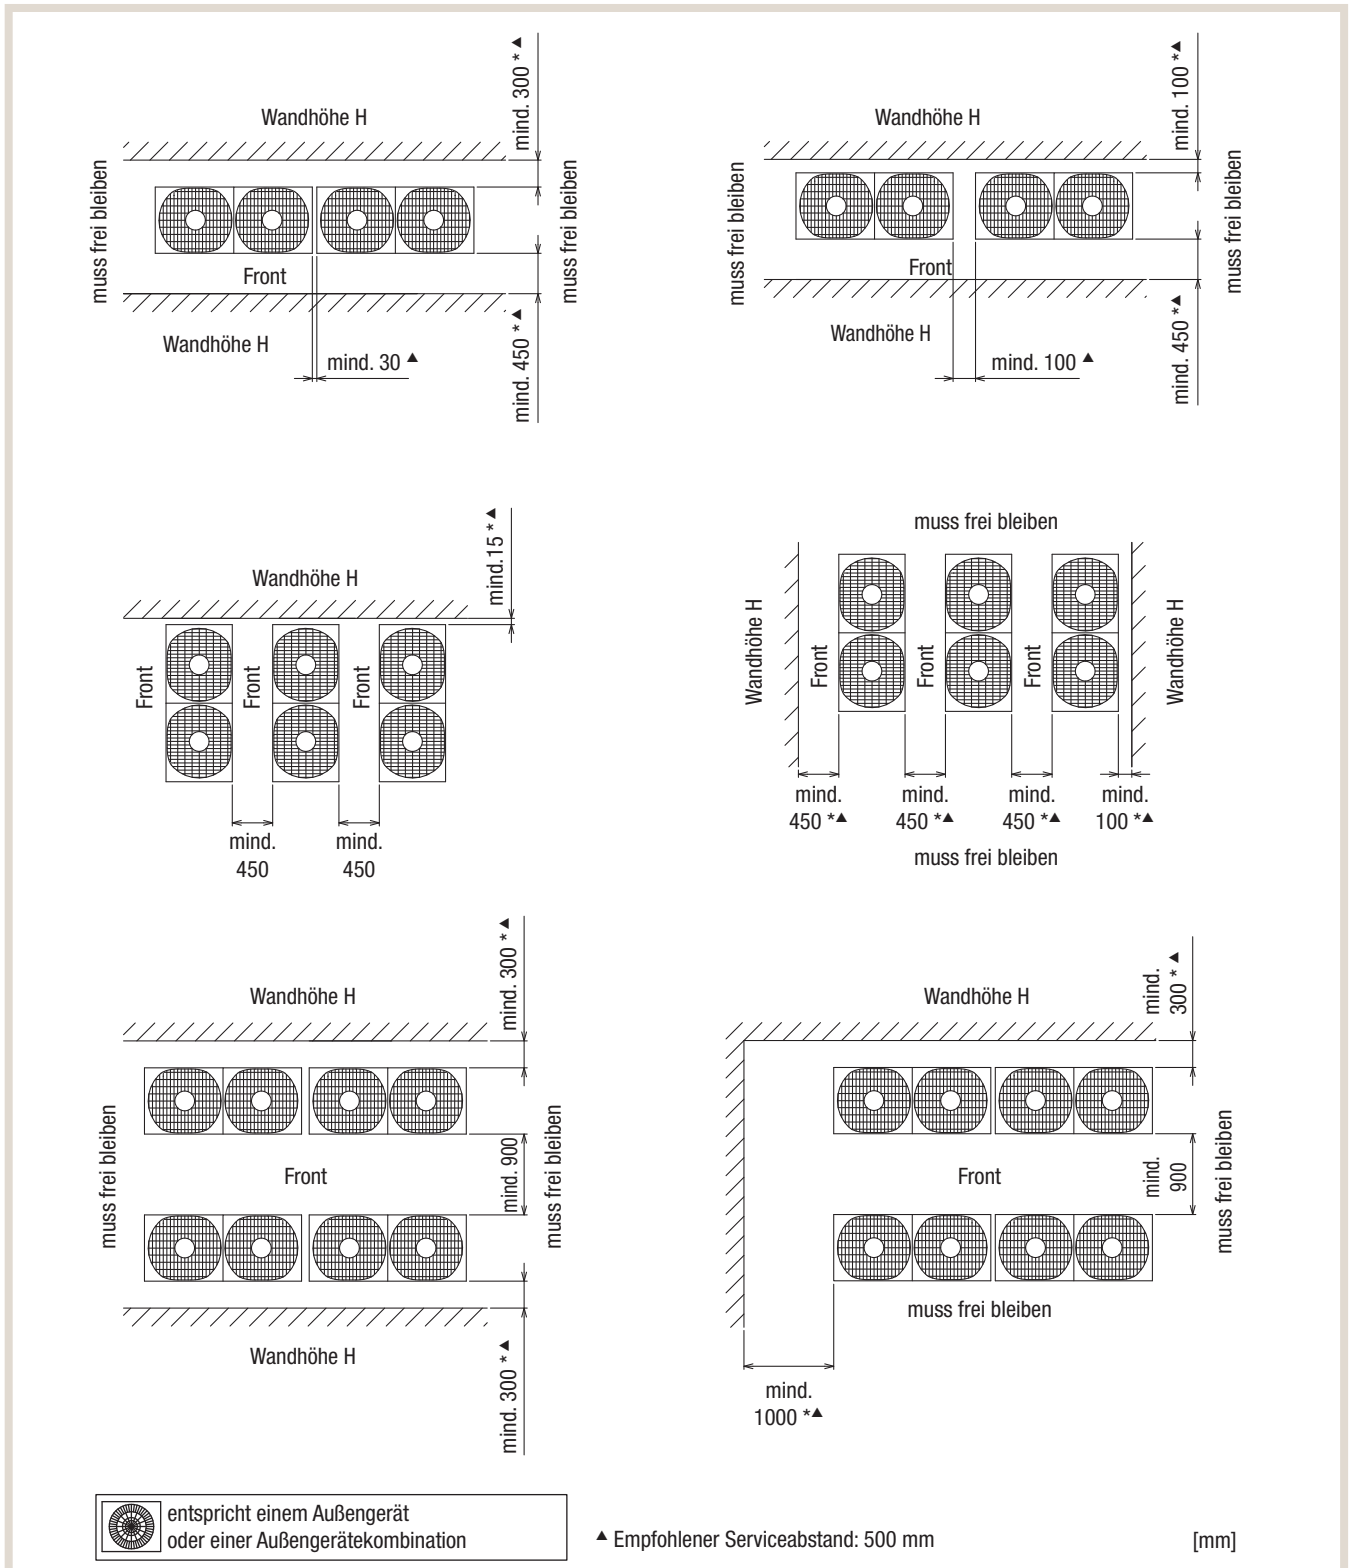 mind. 300 *▲
Wandhöhe H
muss frei bleiben
muss frei bleiben
Front
Wandhöhe H
mind. 30 ▲
mind. 450 *▲
mind. 100 *▲
Wandhöhe H
muss frei bleiben
muss frei bleiben
Front
Wandhöhe H
mind. 100 ▲
mind. 450 *▲
mind.15 *▲
Wandhöhe H
Front
Front
Front
mind.
450
mind.
450
muss frei bleiben
Wandhöhe H
Front
Front
Front
Wandhöhe H
mind.
450 *▲
mind.
450 *▲
mind.
450 *▲
mind.
100 *▲
muss frei bleiben
mind. 300 *▲
Wandhöhe H
muss frei bleiben
mind. 900
muss frei bleiben
Front
Wandhöhe H
mind. 300 *▲
mind.
300 *▲
Wandhöhe H
Front
mind.
900
muss frei bleiben
muss frei bleiben
mind.
1000 *▲
entspricht einem Außengerät
oder einer Außengerätekombination
▲ Empfohlener Serviceabstand: 500 mm
[mm]